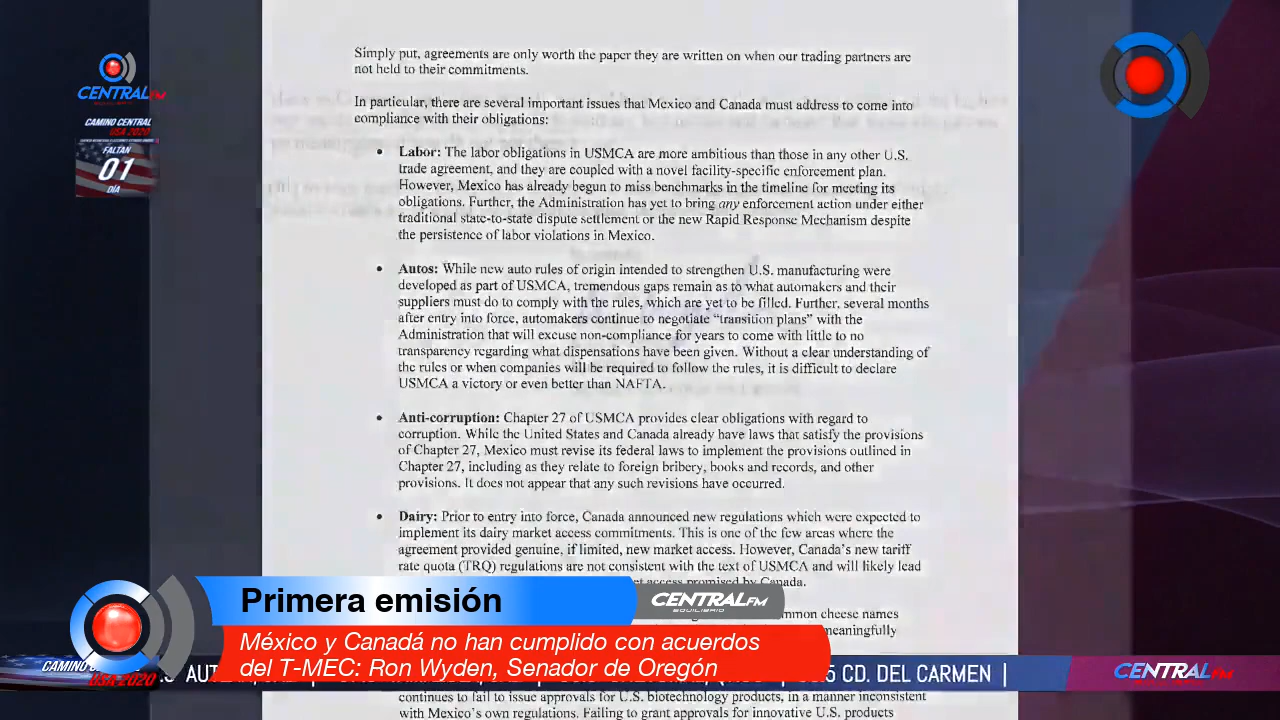 Simply put, agreements are only worth the paper they are written on when our trading partners are
not held to their commitments.
In particular, there are several important issues that Mexico and Canada must address to come into
compliance with their obligations:
• Labor: The labor obligations in USMCA are more ambitious than those in any other U.S.
trade agreement, and they are coupled with a novel facility-specific enforcement plan.
However, Mexico has already begun to miss benchmarks in the timeline for meeting its
obligations. Further, the Administration has yet to bring any enforcement action under either
traditional state-to-state dispute settlement or the new Rapid Response Mechanism despite
the persistence of labor violations in Mexico.
• Autos: While new auto rules of origin intended to strengthen U.S. manufacturing were
developed as part of USMCA, tremendous gaps remain as to what automakers and their
suppliers must do to comply with the rules, which are yet to be filled. Further, several months
after entry into force, automakers continue to negotiate “transition plans” with the
Administration that will excuse non-compliance for years to come with little to no
transparency regarding what dispensations have been given. Without a clear understanding of
the rules or when companies will be required to follow the rules, it is difficult to declare
USMCA a victory or even better than NAFTA.
• Anti-corruption: Chapter 27 of USMCA provides clear obligations with regard to
corruption. While the United States and Canada already have laws that satisfy the provisions
of Chapter 27, Mexico must revise its federal laws to implement the provisions outlined in
Chapter 27, including as they relate to foreign bribery, books and records, and other
provisions. It does not appear that any such revisions have occurred.
• Dairy: Prior to entry into force, Canada announced new regulations which were expected to
implement its dairy market access commitments. This is one of the few areas where the
agreement provided genuine, if limited, new market access. However, Canada's new tariff
rate quota (TRQ) regulations are not consistent with the text of USMCA and will likely lead
access promised by Canada.
cheese names
meaningfully
continues to fail to issue approvals for U.S. biotechnology products, in a manner inconsistent
with Mexico's own regulations. Failing to grant approvals for innovative U.S. products
CENTRAL FM
EQUILIBRIO
CAMINO CENTRAL
USA 2020
FALTAN
01
DÍA
Primera emisión
CENTRAL FM
EQUILIBRIO
México y Canadá no han cumplido con acuerdos
del T-MEC: Ron Wyden, Senador de Oregón
USA 2020
CD. DEL CARMEN |
CENTRAL FM